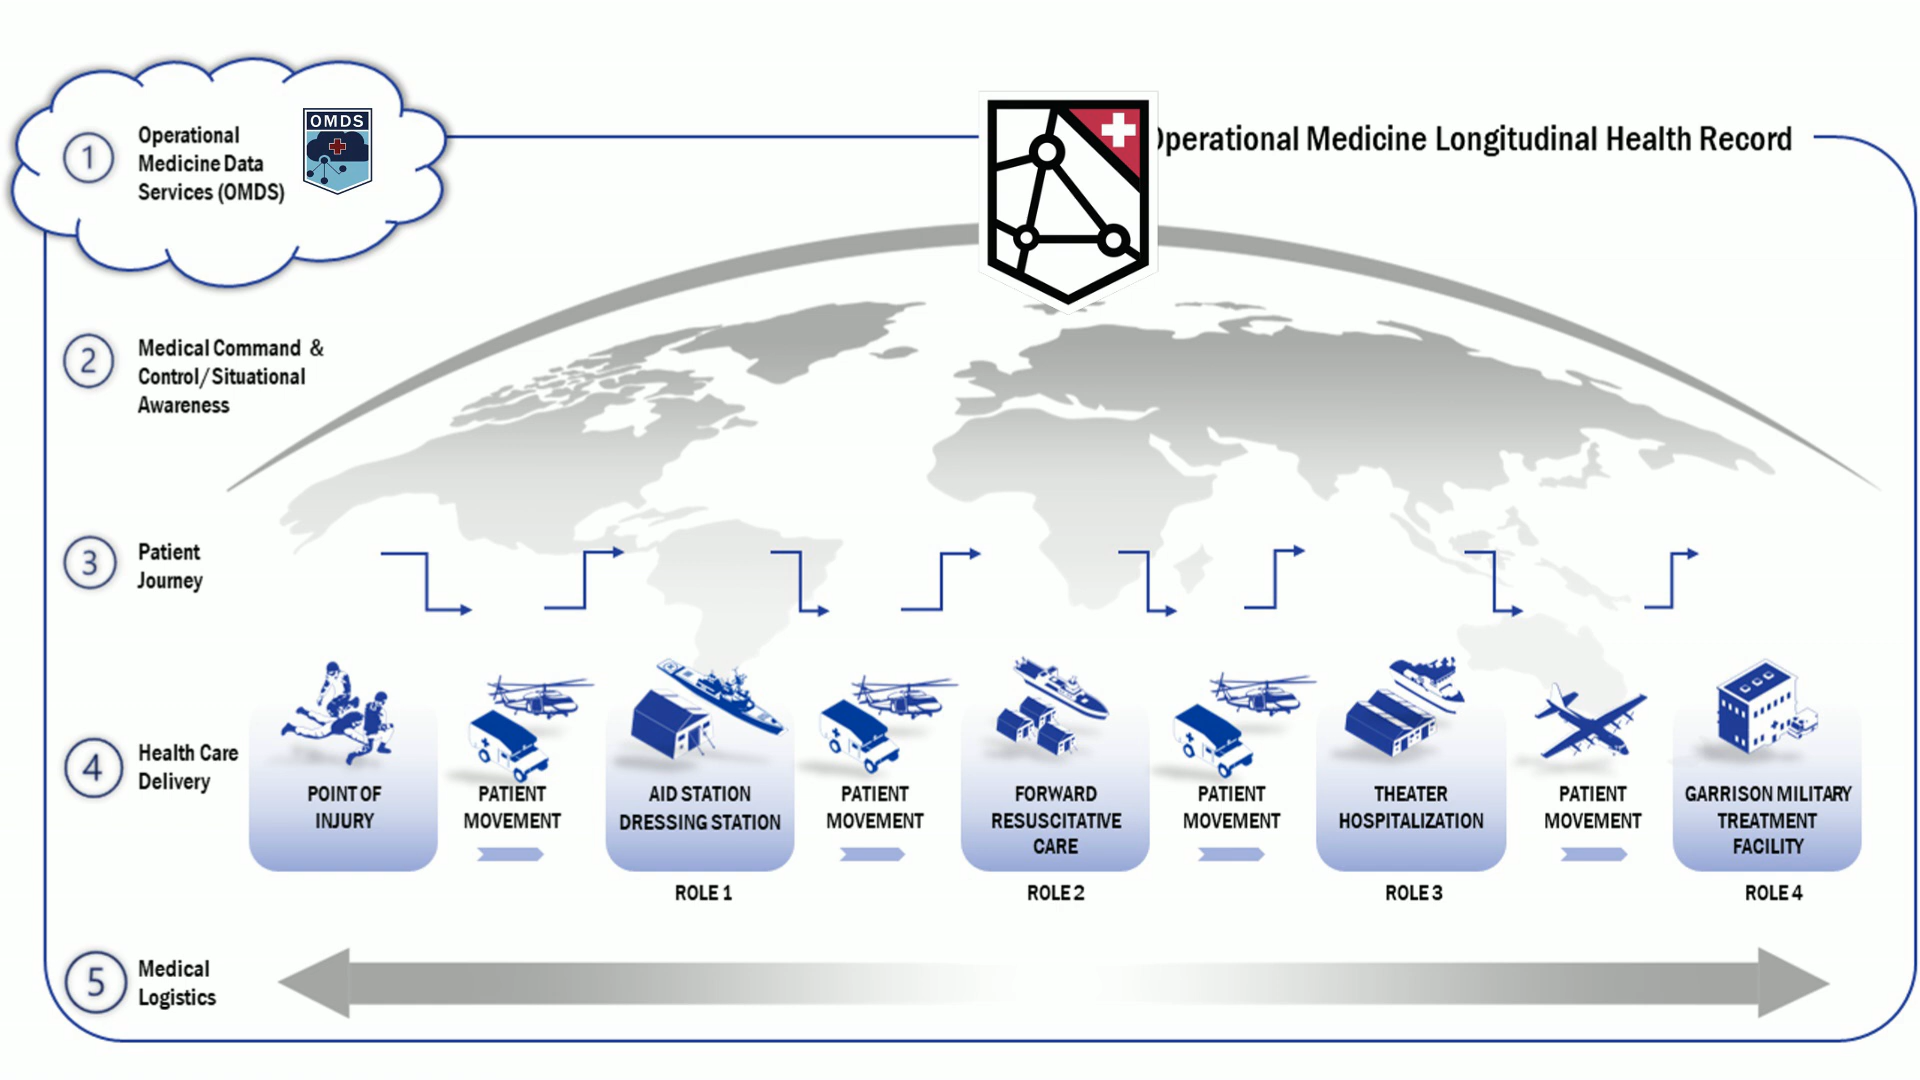 1
Operational
Medicine Data
Services (OMDS)
OMDS
Operational Medicine Longitudinal Health Record
2
Medical Command &
Control/Situational
Awareness
3
Patient
Journey
4
Health Care
Delivery
POINT OF
INJURY
PATIENT
MOVEMENT
AID STATION
DRESSING STATION
ROLE 1
PATIENT
MOVEMENT
FORWARD
RESUSCITATIVE
CARE
ROLE 2
PATIENT
MOVEMENT
THEATER
HOSPITALIZATION
ROLE 3
PATIENT
MOVEMENT
GARRISON MILITARY
TREATMENT
FACILITY
ROLE 4
5
Medical
Logistics